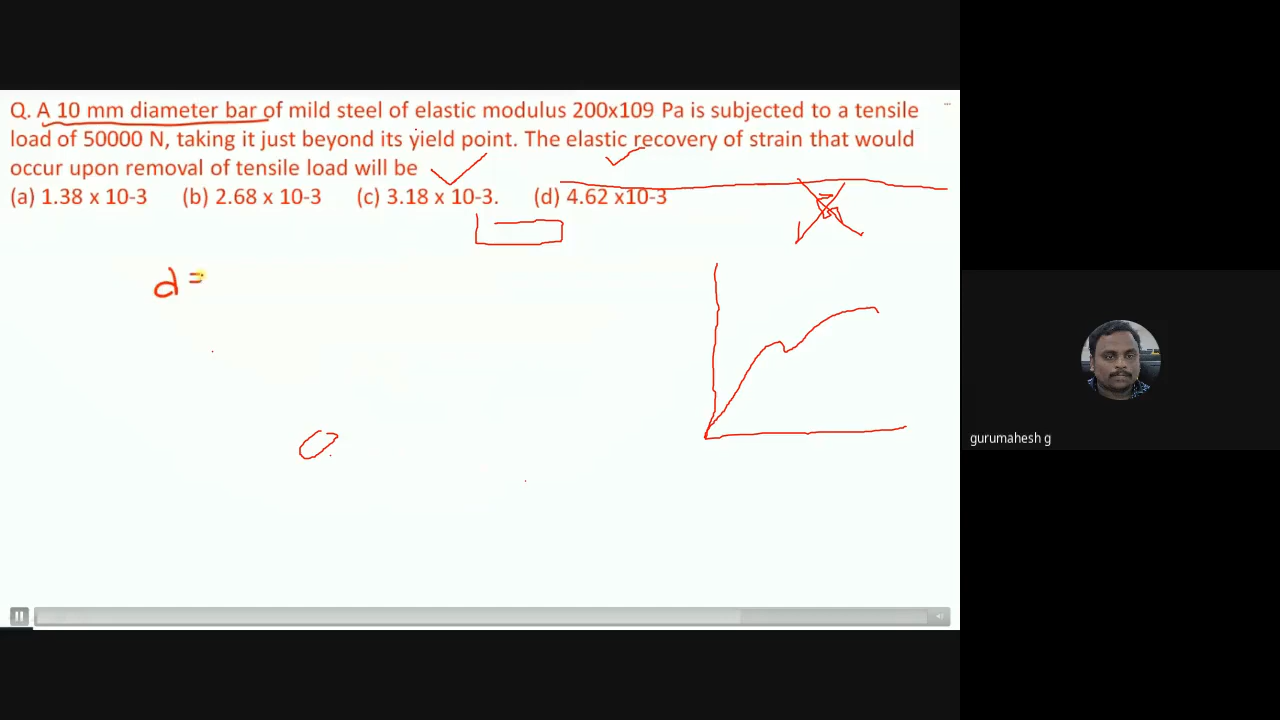 Q. A 10 mm diameter bar of mild steel of elastic modulus 200x109 Pa is subjected to a tensile
load of 50000 N, taking it just beyond its yield point. The elastic recovery of strain that would
occur upon removal of tensile load will be
(a) 1.38 x 10-3 (b) 2.68 x 10-3 (c) 3.18 x 10-3. (d) 4.62 x10-3
d =
gurumahesh g